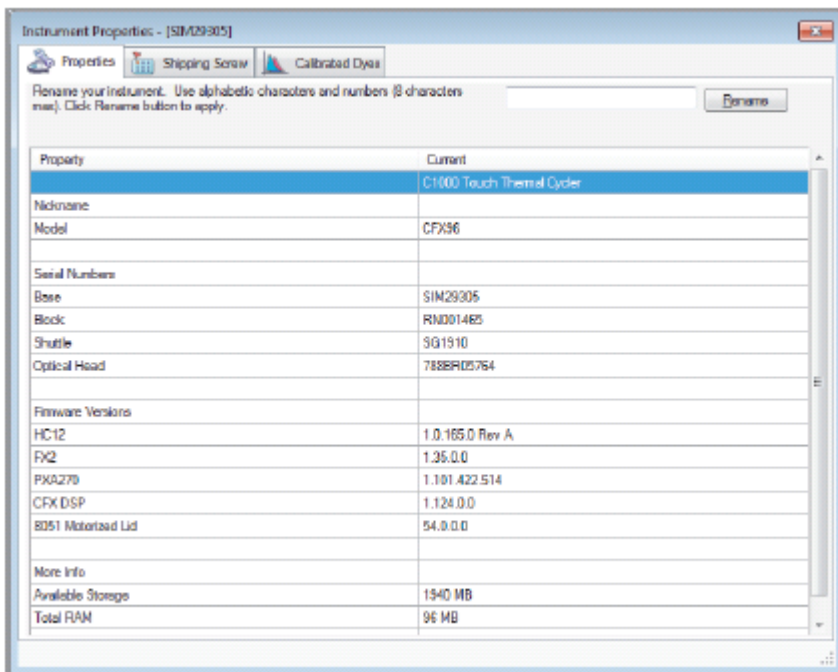 Instrument Properties - [SIM29305]
Properties Shipping Screw Calibrated Dyes
Rename your instrument. Use alphabetic characters and numbers (8 characters
max). Click Rename button to apply.
Rename
Property Current
C1000 Touch Thermal Cycler
Nickname
Model CFX96
Serial Numbers
Base SIM29305
Block RN001465
Shuttle SG1910
Optical Head 788BR05764
Firmware Versions
HC12 1.0.165.0 Rev A
FX2 1.35.0.0
PXA270 1.101.422.514
CFX DSP 1.124.0.0
8051 Motorized Lid 54.0.0.0
More Info
Available Storage 1940 MB
Total RAM 96 MB